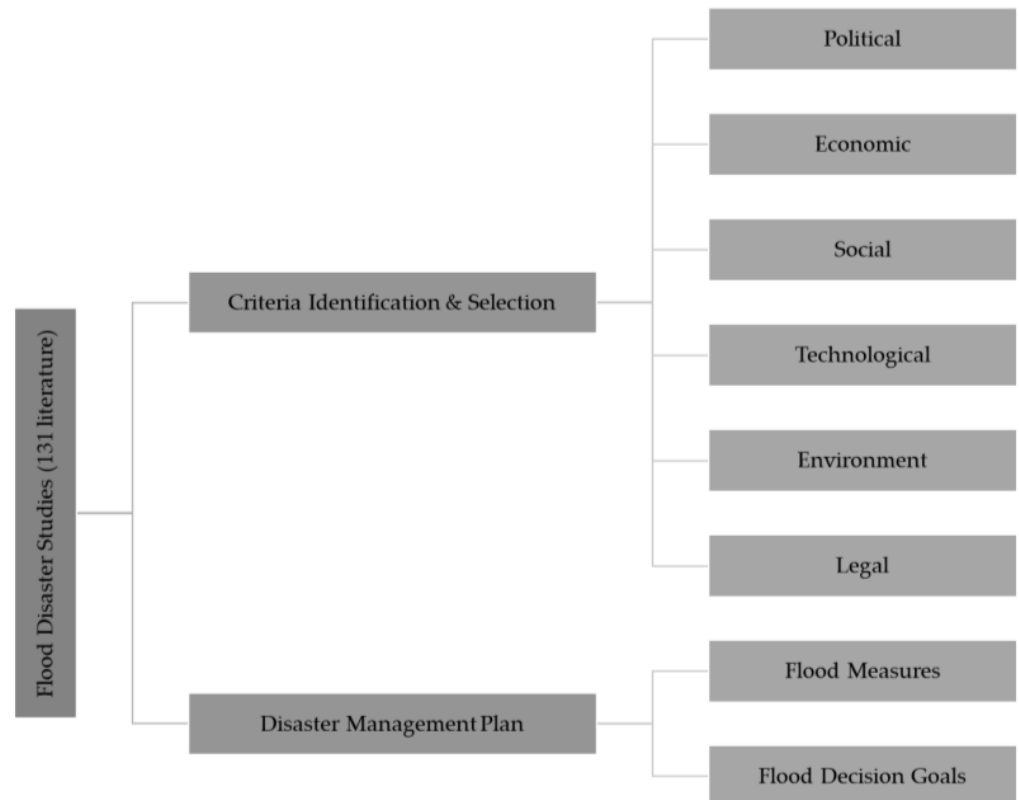 Flood Disaster Studies (131 literature)
Criteria Identification & Selection
Political
Economic
Social
Technological
Environment
Legal
Disaster Management Plan
Flood Measures
Flood Decision Goals